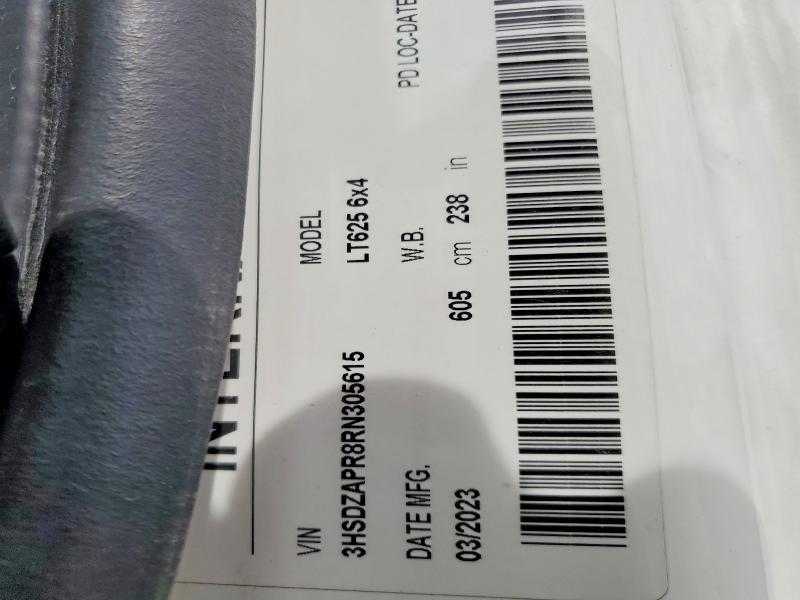 VIN MODEL
3HSDZAPR8RN305615 LT625 6x4
DATE MFG. W.B. PD LOC-DATE
03/2023 605 cm 238 in